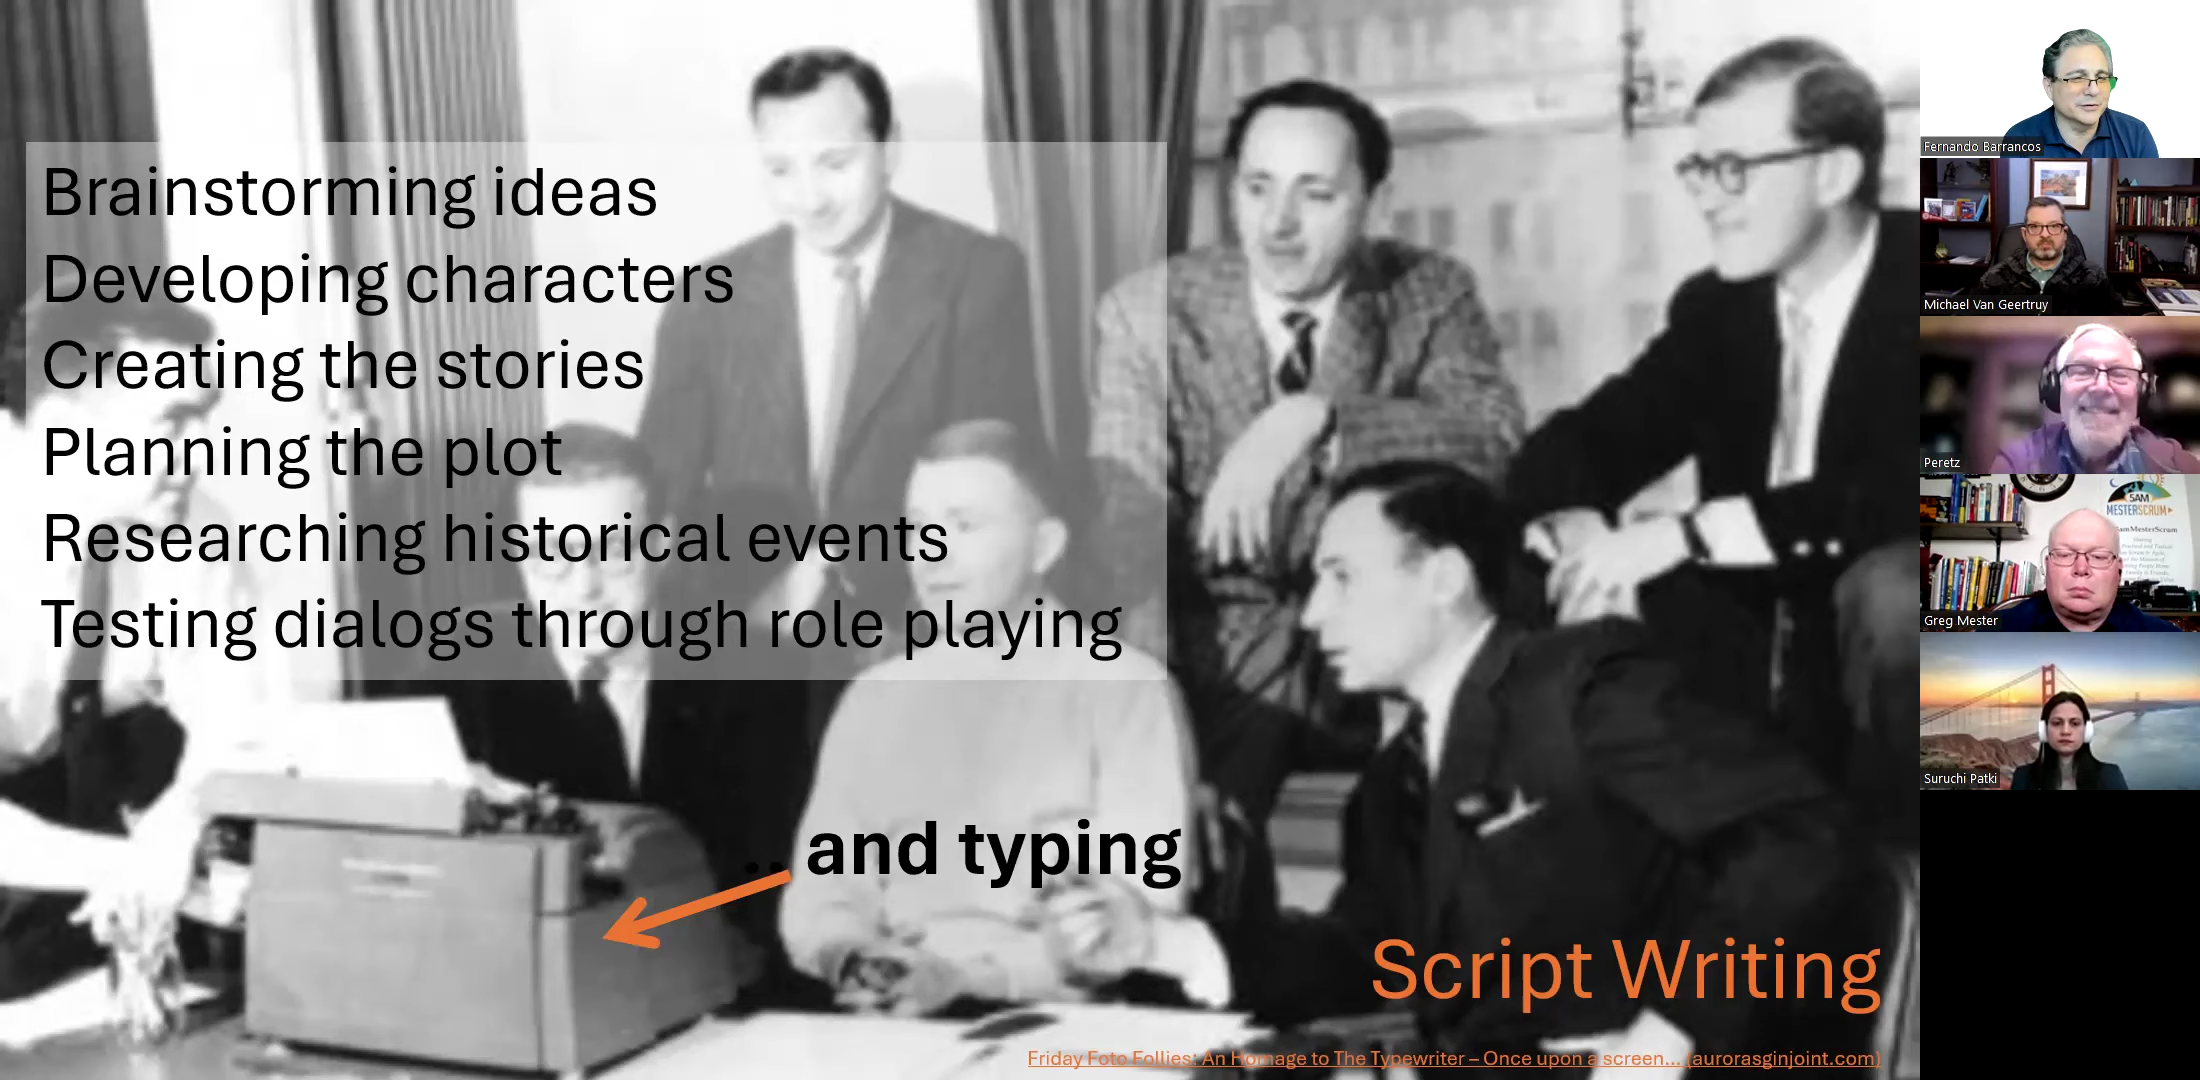 Brainstorming ideas
Developing characters
Creating the stories
Planning the plot
Researching historical events
Testing dialogs through role playing
.. and typing
Script Writing
Friday Foto Follies: An Homage to The Typewriter – Once upon a screen... (aurorasginjoint.com)
Fernando Barrancos
Michael Van Geertruy
Peretz
5AM
MESTERSCRUM
Greg Mester
Suruchi Patki